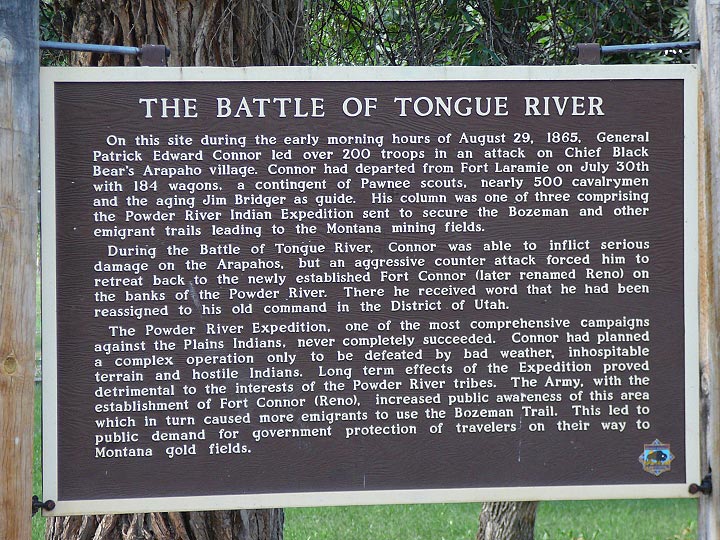 THE BATTLE OF TONGUE RIVER
On this site during the early morning hours of August 29, 1865, General
Patrick Edward Connor led over 200 troops in an attack on Chief Black
Bear's Arapaho village. Connor had departed from Fort Laramie on July 30th
with 184 wagons, a contingent of Pawnee scouts, nearly 500 cavalrymen
and the aging Jim Bridger as guide. His column was one of three comprising
the Powder River Indian Expedition sent to secure the Bozeman and other
emigrant trails leading to the Montana mining fields.
During the Battle of Tongue River, Connor was able to inflict serious
damage on the Arapahos, but an aggressive counter attack forced him to
retreat back to the newly established Fort Connor (later renamed Reno) on
the banks of the Powder River. There he received word that he had been
reassigned to his old command in the District of Utah.
The Powder River Expedition, one of the most comprehensive campaigns
against the Plains Indians, never completely succeeded. Connor had planned
a complex operation only to be defeated by bad weather, inhospitable
terrain and hostile Indians. Long term effects of the Expedition proved
detrimental to the interests of the Powder River tribes. The Army, with the
establishment of Fort Connor (Reno), increased public awareness of this area
which in turn caused more emigrants to use the Bozeman Trail. This led to
public demand for government protection of travelers on their way to
Montana gold fields.